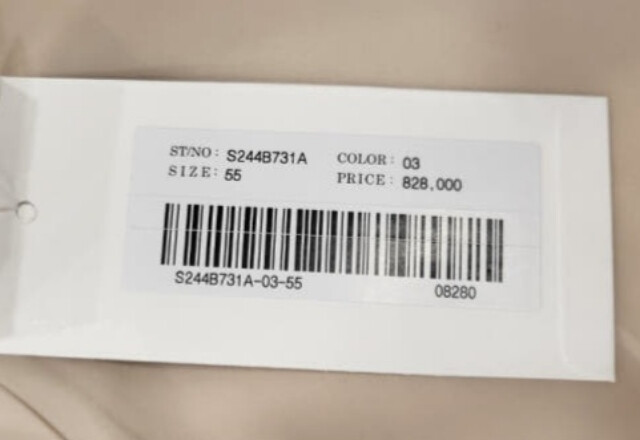 ST/NO: S244B731A COLOR: 03
SIZE: 55 PRICE: 828,000
S244B731A-03-55 08280